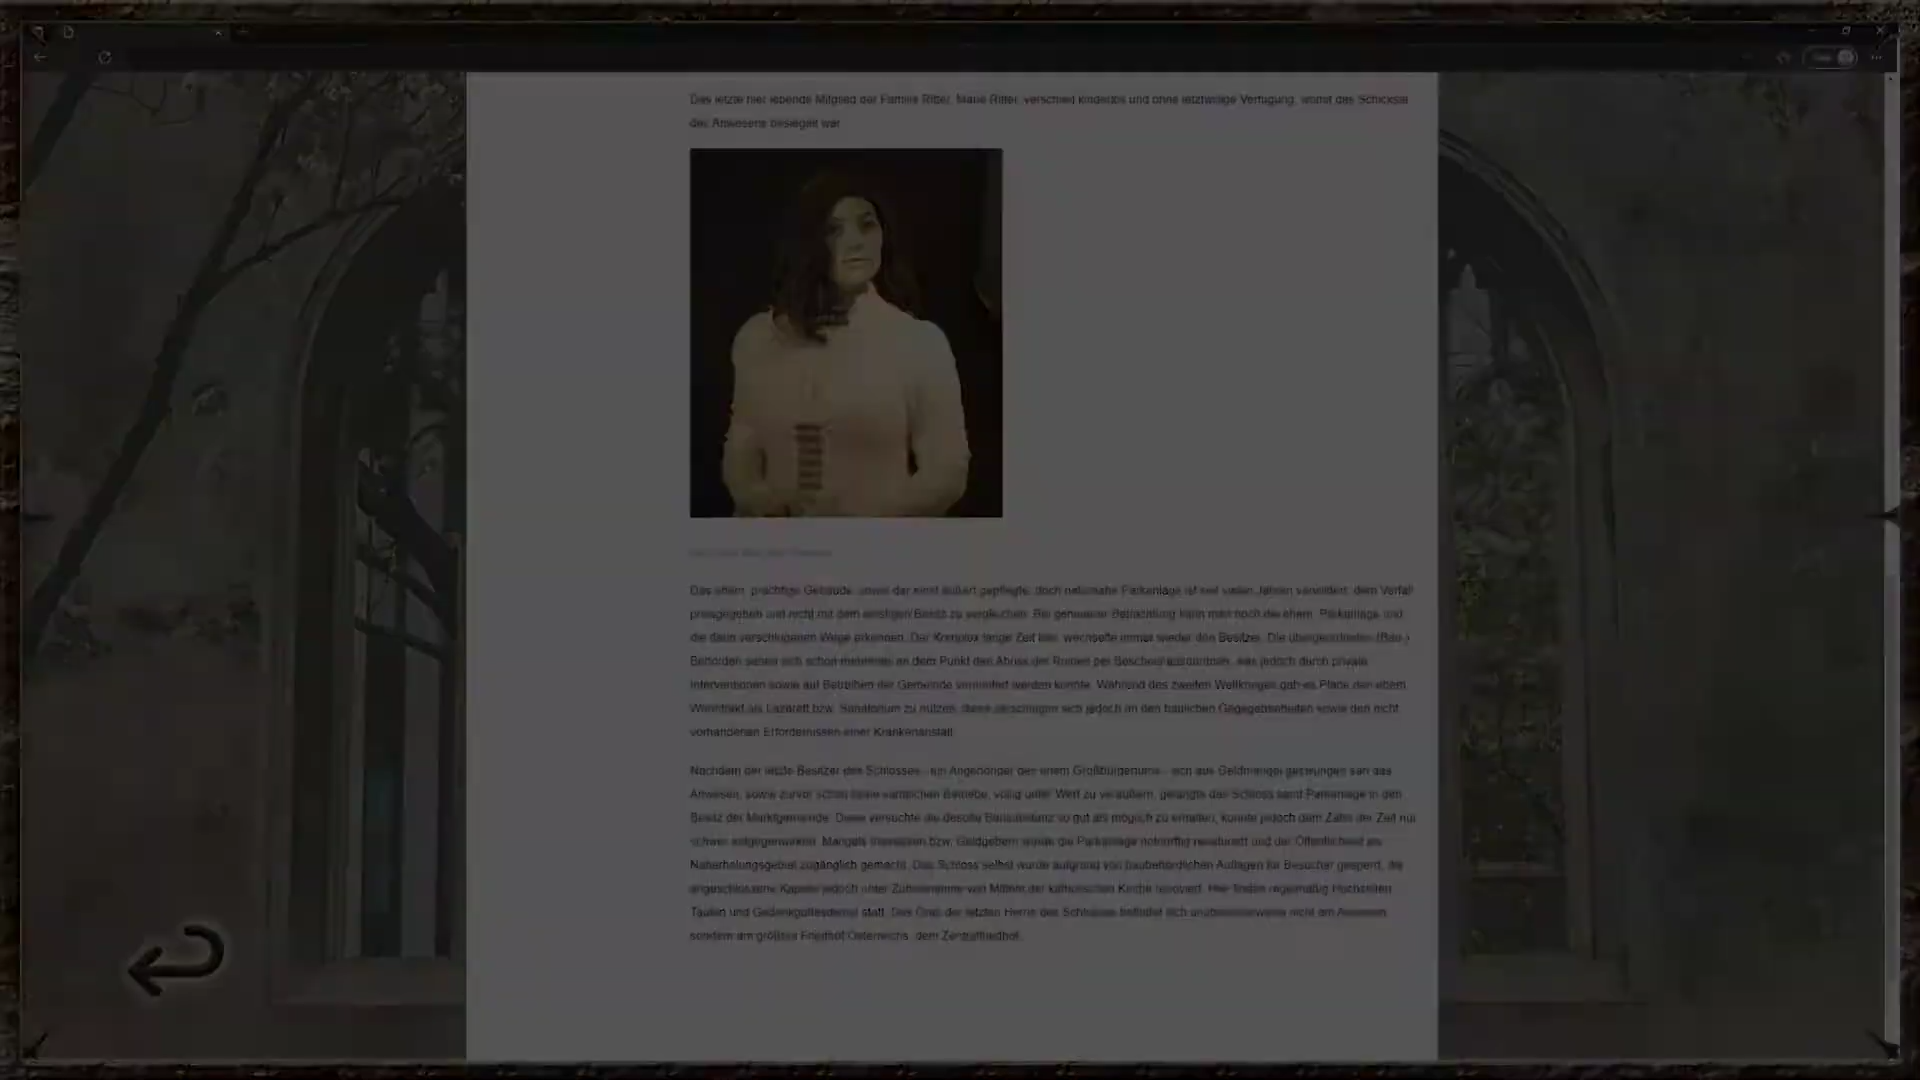 Das letzte hier lebende Mitglied der Familie Ritter, Marie Ritter, verschied kinderlos und ohne letztwillige Verfügung, womit das Schicksal
des Anwesens besiegelt war.
Das ehem. prächtige Gebäude, sowie der einst äußerst gepflegte, doch naturnahe Parkanlage ist seit vielen Jahren verwildert, dem Verfall
preisgegeben und nicht mit dem einstigen Besitz zu vergleichen. Bei genauerer Betrachtung kann man noch die ehem. Parkanlage und
die darin verschlungenen Wege erkennen. Der Komplex lange Zeit leer, wechselte immer wieder den Besitzer. Die übergeordneten (Bau-)
Behörden sahen sich schon mehrmals an dem Punkt den Abriss der Ruinen per Bescheid anzuordnen, was jedoch durch private
Interventionen sowie auf Betreiben der Gemeinde verhindert werden konnte. Während des zweiten Weltkrieges gab es Pläne den ehem.
Wohntrakt als Lazarett bzw. Sanatorium zu nutzen, diese zerschlugen sich jedoch an den baulichen Gegebenheiten sowie den nicht
vorhandenen Erfordernissen einer Krankenanstalt.
Nachdem der letzte Besitzer des Schlosses - ein Angehöriger des ehem. Großbürgertums - sich aus Geldmangel gezwungen sah das
Anwesen, sowie zuvor schon seine sämtlichen Betriebe, völlig unter Wert zu veräußern, gelangte das Schloss samt Parkanlage in den
Besitz der Marktgemeinde. Diese versuchte die desolte Bausubstanz so gut als möglich zu erhalten, konnte jedoch dem Zahn der Zeit nur
schwer entgegenwirken. Mangels Interessen bzw. Geldgebern wurde die Parkanlage notdürftig renaturiert und der Öffentlichkeit als
Naherholungsgebiet zugänglich gemacht. Das Schloss selbst wurde aufgrund von baubehördlichen Auflagen für Besucher gesperrt, die
angeschlossene Kapelle jedoch unter Zuhilfenahme von Mitteln der katholischen Kirche renoviert. Hier finden regelmäßig Hochzeiten,
Taufen und Gedenkgottesdienst statt. Das Grab der letzten Herrin des Schlosses befindet sich unüblicherweise nicht am Anwesen,
sondern am größten Friedhof Österreichs, dem Zentralfriedhof.